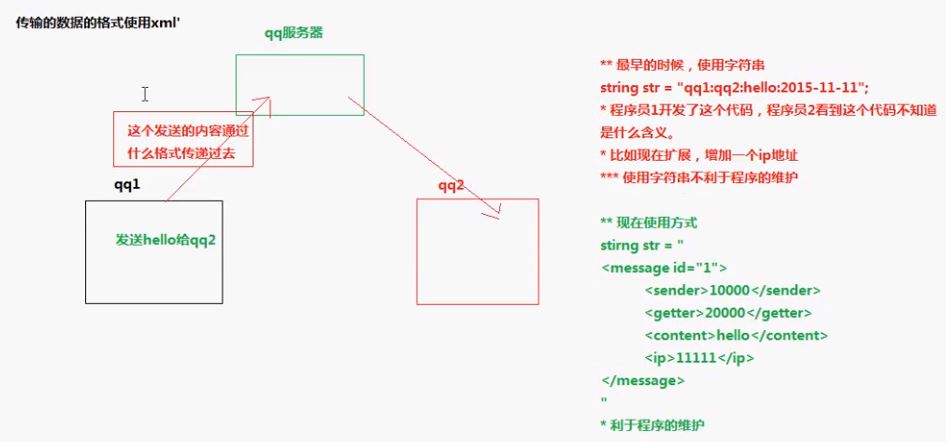 传输的数据的格式使用xml'
qq服务器
这个发送的内容通过
什么格式传递过去
qq1
发送hello给qq2
qq2
** 最早的时候，使用字符串
string str = "qq1:qq2:hello:2015-11-11";
* 程序员1开发了这个代码，程序员2看到这个代码不知道
是什么含义。
* 比如现在扩展，增加一个ip地址
*** 使用字符串不利于程序的维护
** 现在使用方式
stirng str = "
<message id="1">
<sender>10000</sender>
<getter>20000</getter>
<content>hello</content>
<ip>11111</ip>
</message>
"
* 利于程序的维护